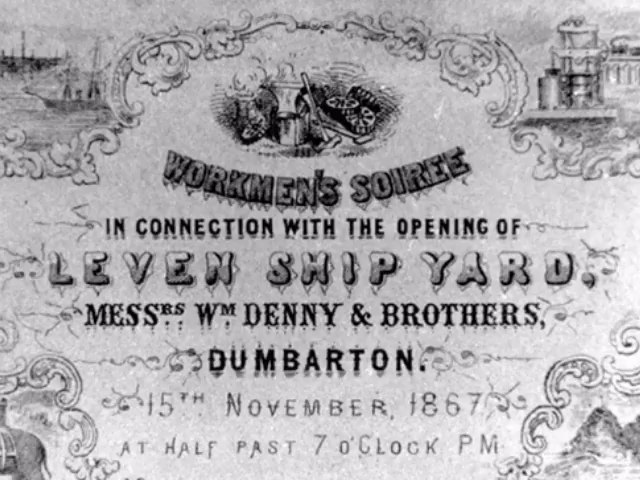 WORKMEN'S SOIREE
IN CONNECTION WITH THE OPENING OF
LEVEN SHIP YARD,
MESSRS WM DENNY & BROTHERS,
DUMBARTON.
15TH NOVEMBER, 1867,
AT HALF PAST 7 O'CLOCK PM